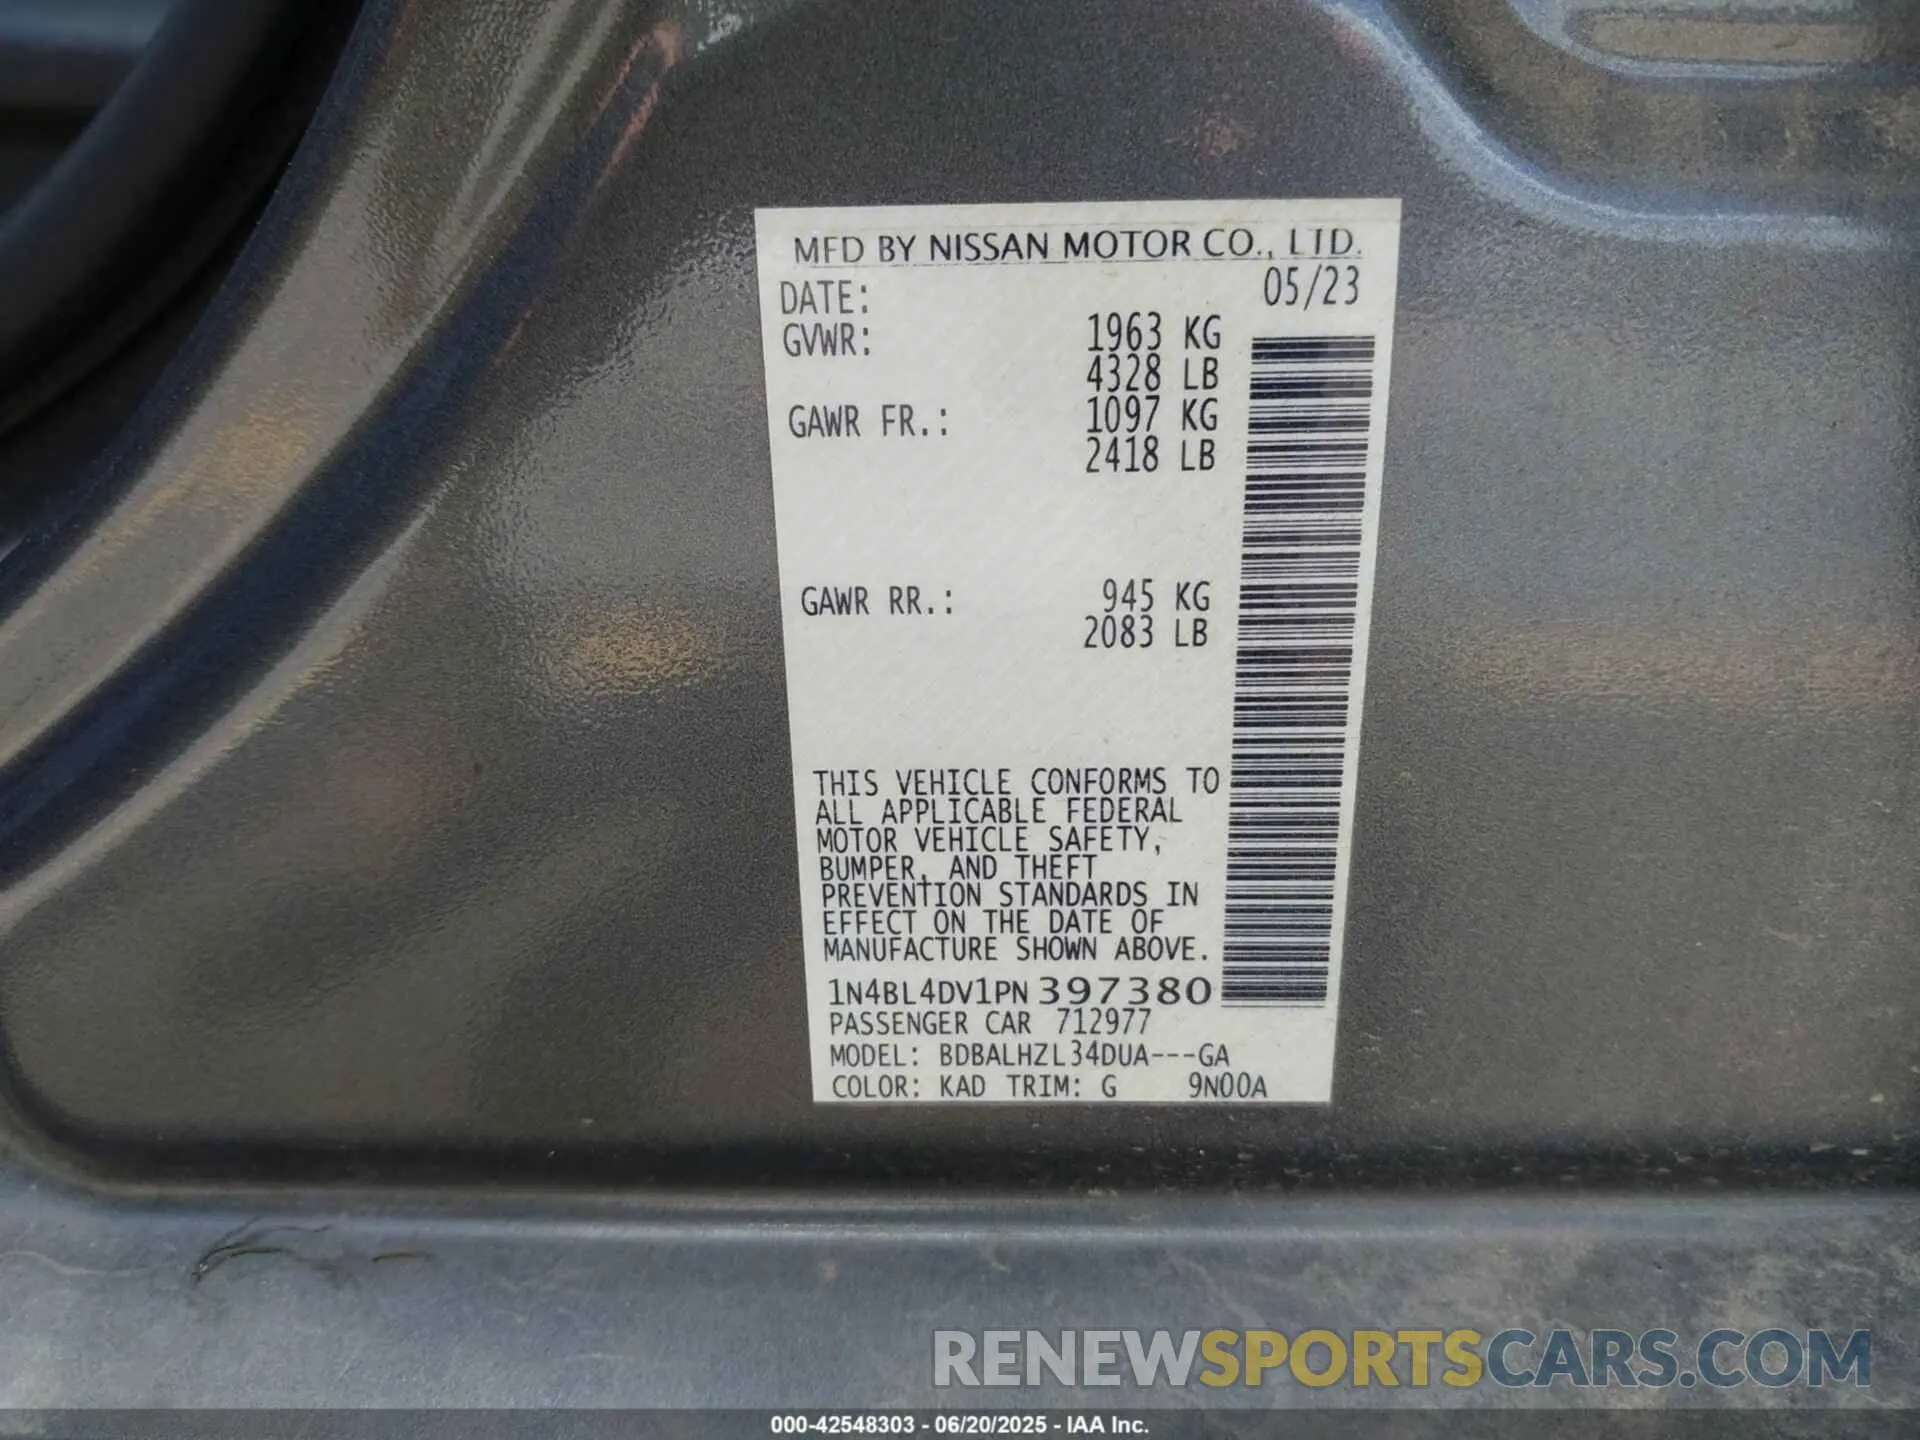 MFD BY NISSAN MOTOR CO., LTD.
DATE: 05/23
GVWR: 1963 KG
4328 LB
GAWR FR.: 1097 KG
2418 LB
GAWR RR.: 945 KG
2083 LB
THIS VEHICLE CONFORMS TO
ALL APPLICABLE FEDERAL
MOTOR VEHICLE SAFETY,
BUMPER, AND THEFT
PREVENTION STANDARDS IN
EFFECT ON THE DATE OF
MANUFACTURE SHOWN ABOVE.
1N4BL4DV1PN397380
PASSENGER CAR 712977
MODEL: BDBALHZL34DUA---GA
COLOR: KAD TRIM: G 9N00A
RENEWSPORTSCARS.COM
000-42548303 - 06/20/2025 - IAA Inc.